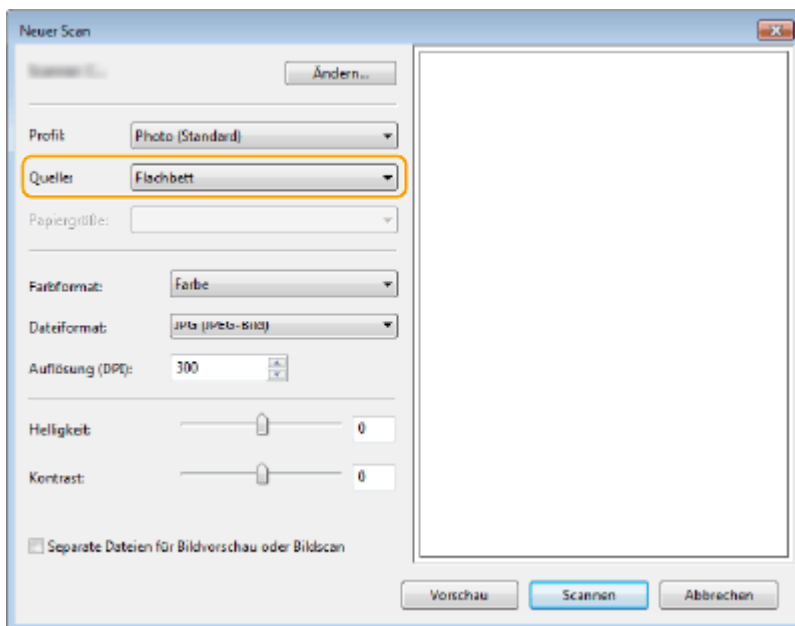 Neuer Scan
Ändern...
Profil: Photo (Standard)
Quelle: Flachbett
Papiergröße:
Farbformat: Farbe
Dateiformat: JPG (JPEG-Bild)
Auflösung (DPI): 300
Helligkeit: 0
Kontrast: 0
Separate Dateien für Bildvorschau oder Bildscan
Vorschau Scannen Abbrechen